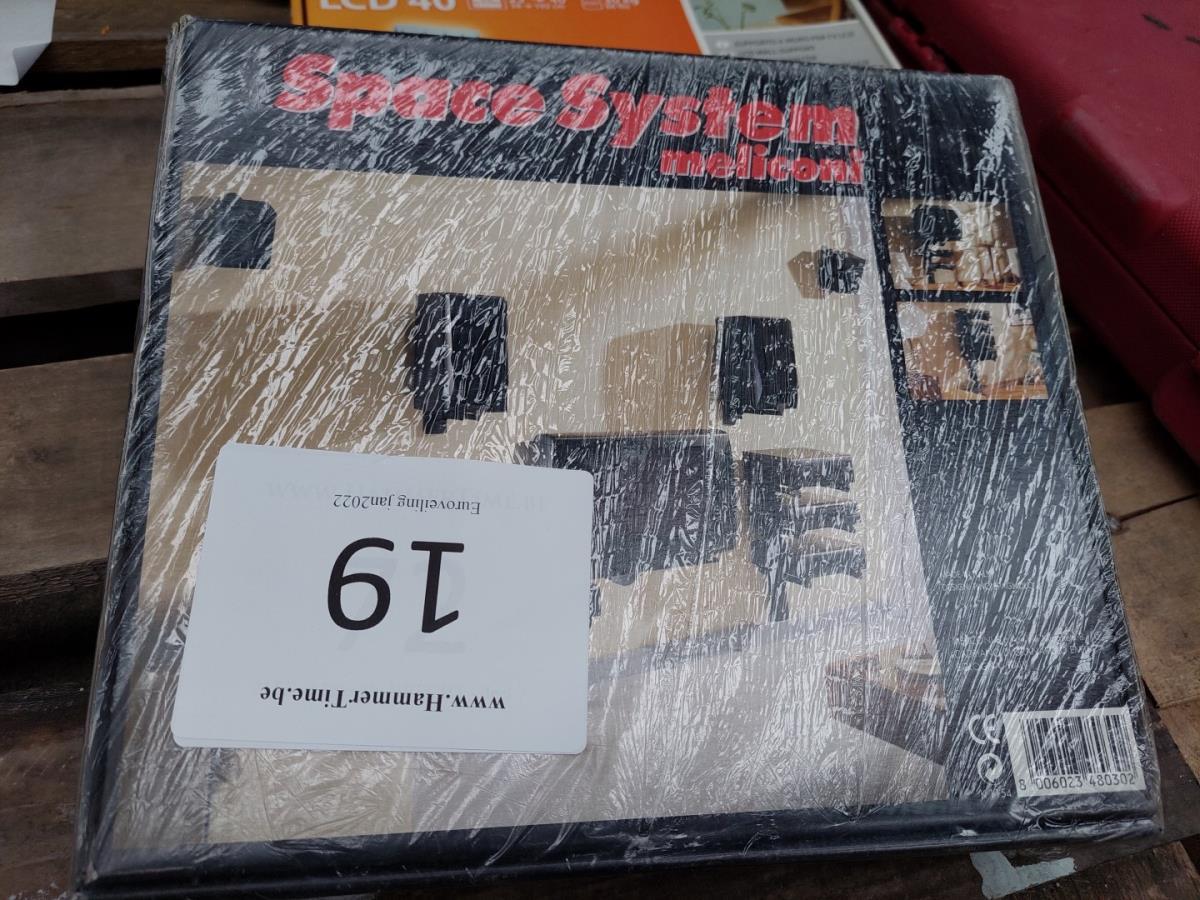 LCD 40
Space System
meliconi
www.HammerTime.be
19
Euroveiling jan2022
8 006023 480302